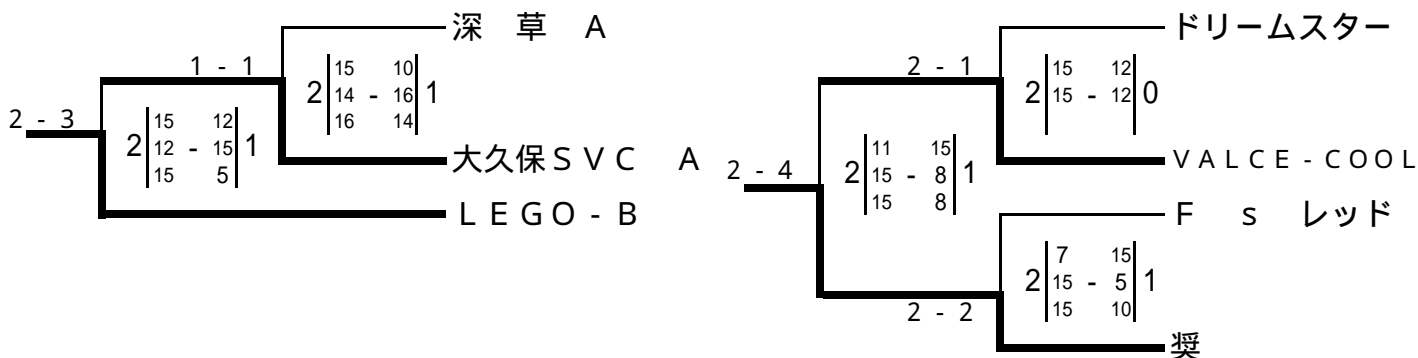 深 草 A
1 - 1
2 | 15 10 | 1
14 - 16
16 14
2 - 3
2 | 15 12 | 1
12 - 15
15 5
大久保SVC A
LEGO-B
ドリームスター
2 - 1
2 | 15 12 | 0
15 - 12
2 - 4
2 | 11 15 | 1
15 - 8
15 8
VALCE-COOL
F s レッド
2 | 7 15 | 1
15 - 5
15 10
2 - 2
奨